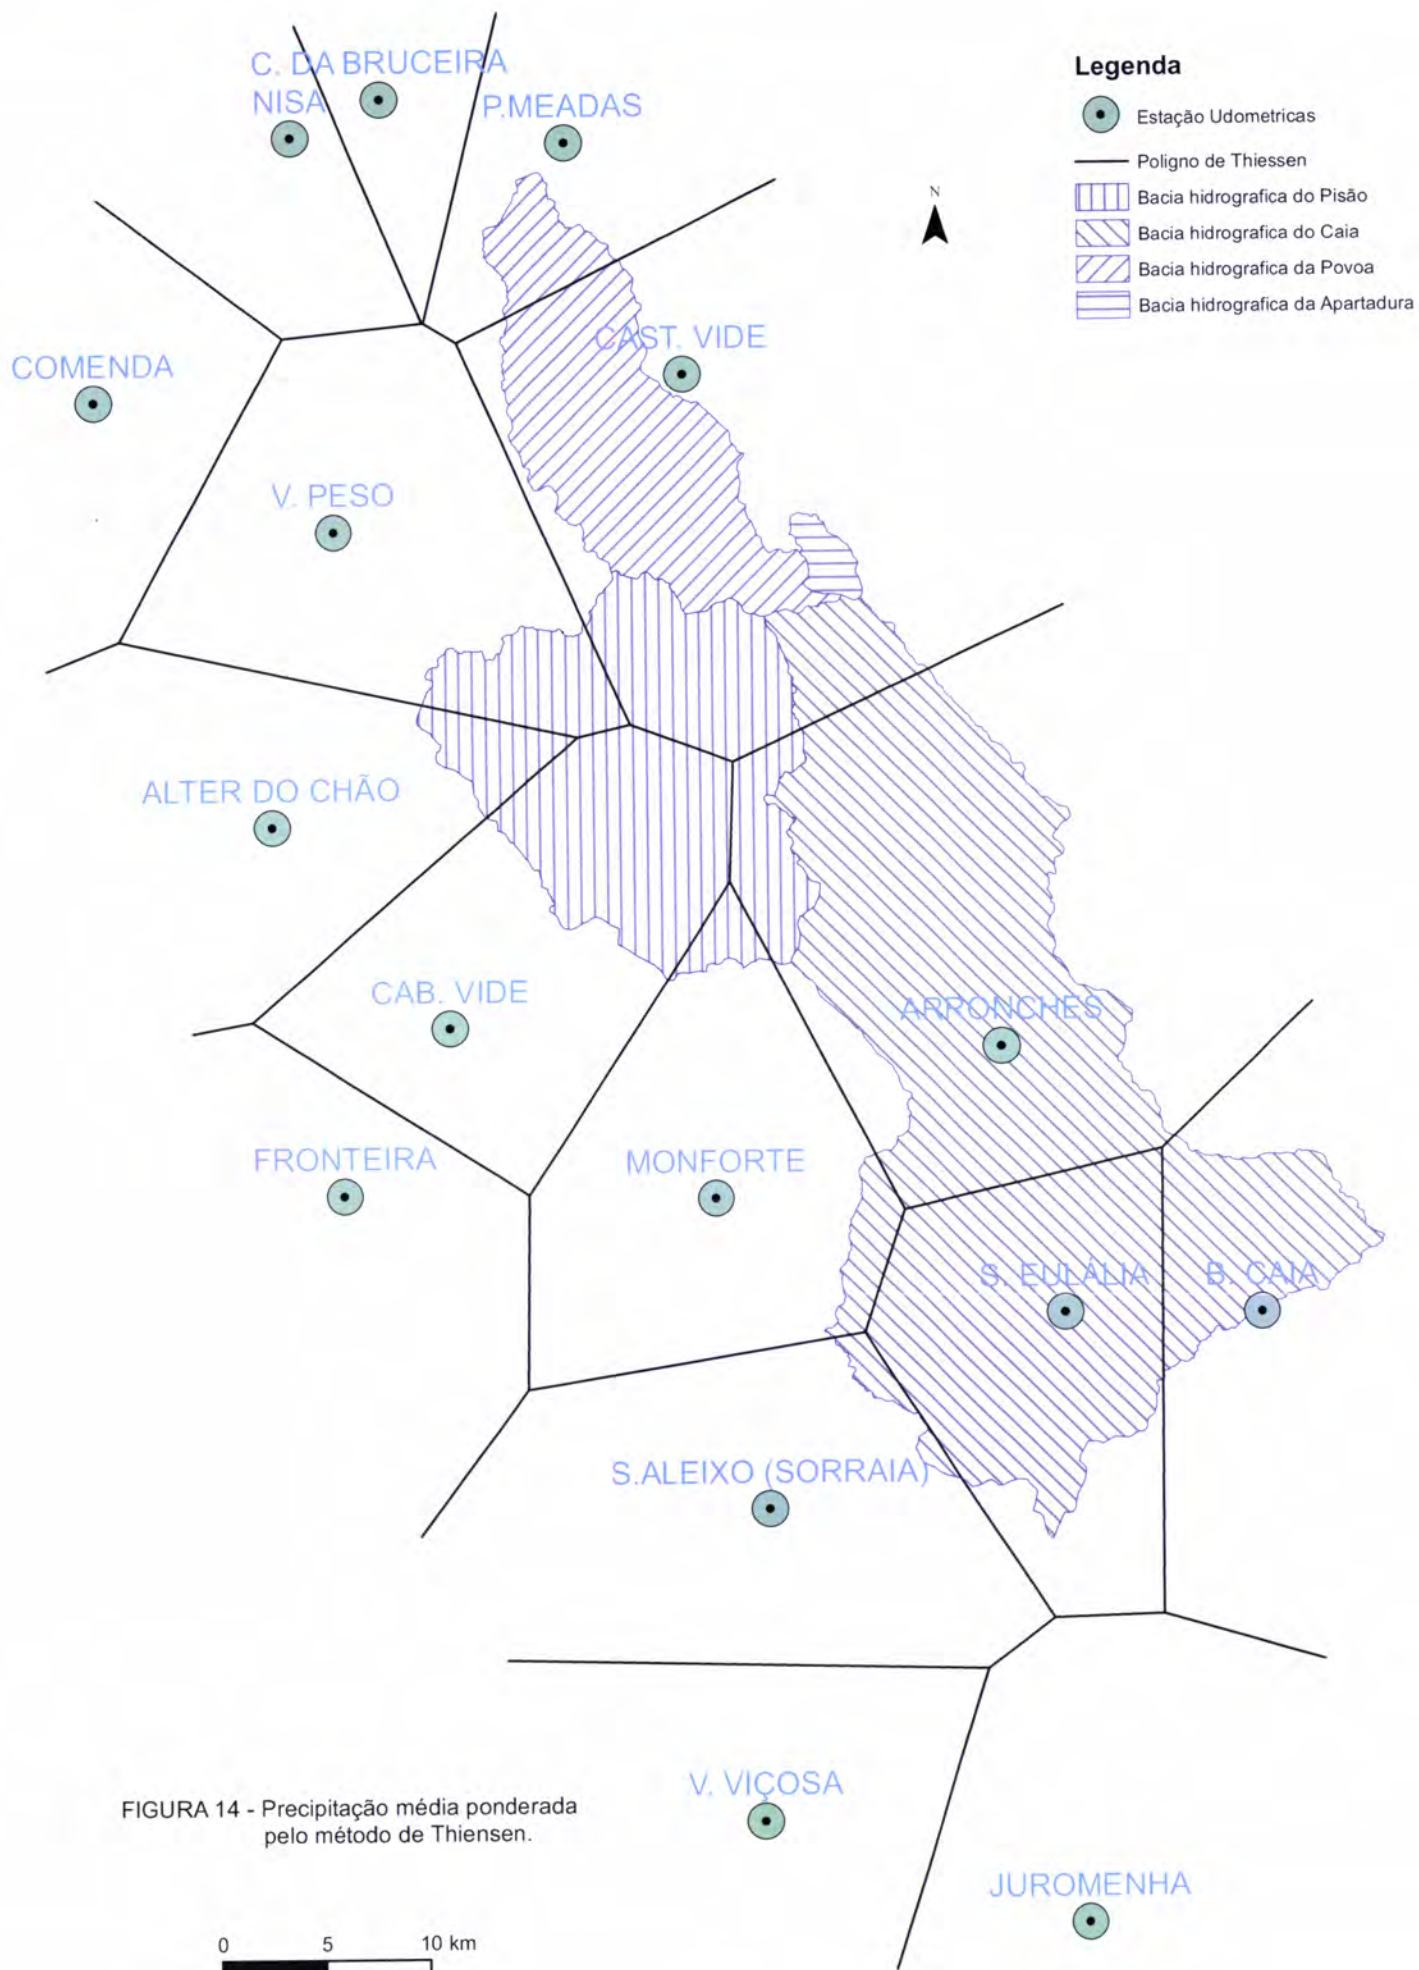 C. DA BRUCEIRA
NISA
P.MEADAS
Legenda
Estação Udometricas
Poligno de Thiessen
Bacia hidrografica do Pisão
Bacia hidrografica do Caia
Bacia hidrografica da Povoa
Bacia hidrografica da Apartadura
N
CAST. VIDE
COMENDA
V. PESO
ALTER DO CHÃO
CAB. VIDE
ARRONCHES
FRONTEIRA
MONFORTE
S. EULÁLIA
B. CAIA
S.ALEIXO (SORRAIA)
V. VIÇOSA
JUROMENHA
FIGURA 14 - Precipitação média ponderada
pelo método de Thiensen.
0 5 10 km